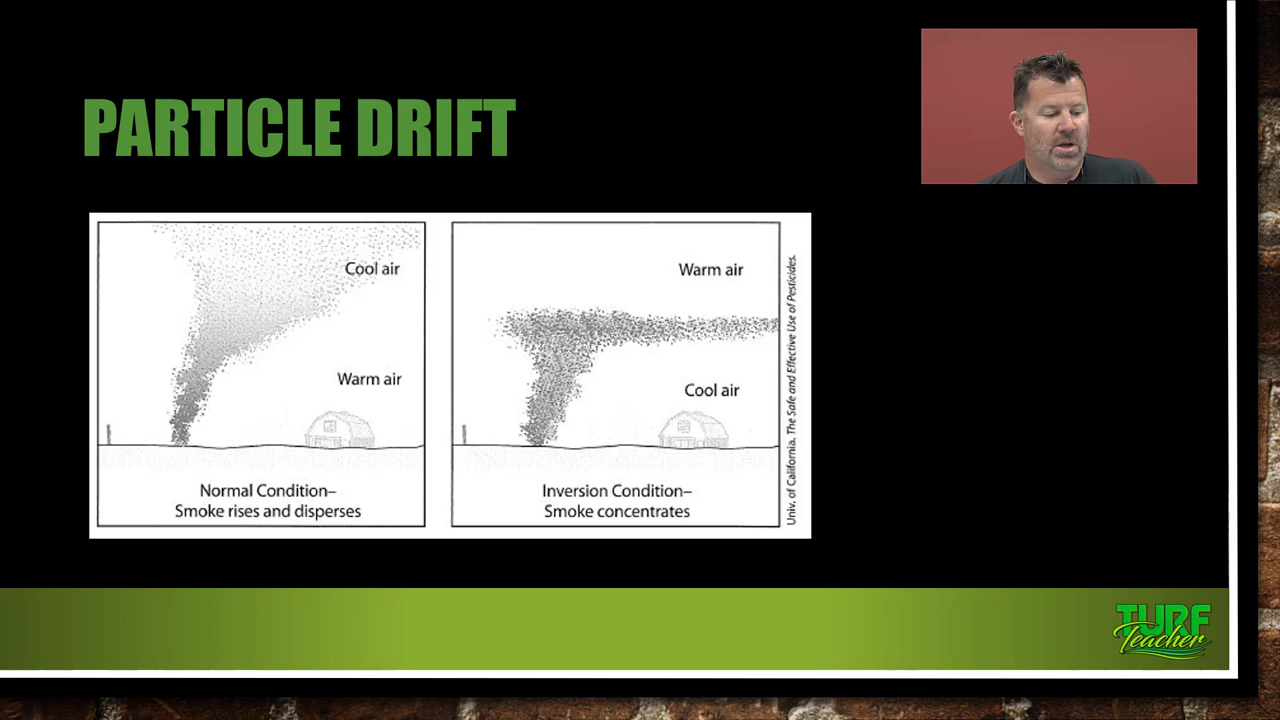 PARTICLE DRIFT
Cool air
Warm air
Normal Condition–
Smoke rises and disperses
Warm air
Cool air
Inversion Condition–
Smoke concentrates
Univ. of California. The Safe and Effective Use of Pesticides.
TURF
Teacher